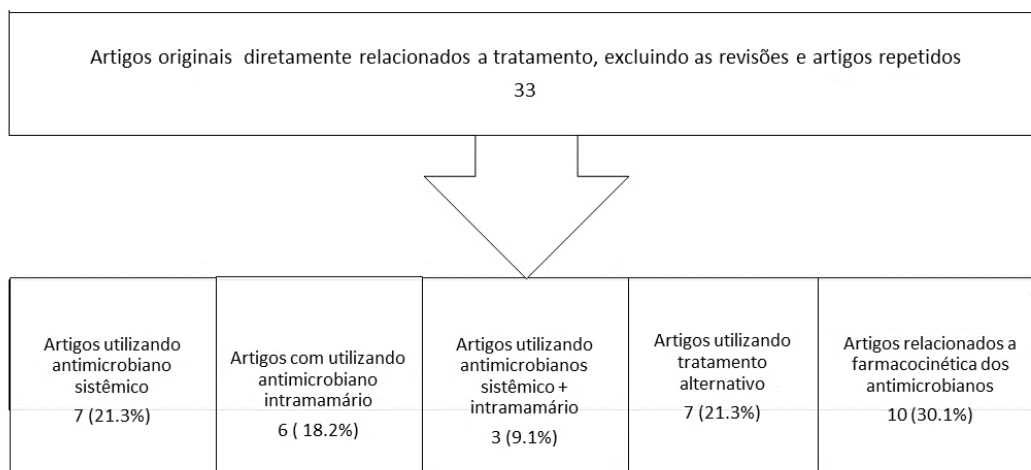 Artigos originais diretamente relacionados a tratamento, excluindo as revisões e artigos repetidos
33
Artigos utilizando
antimicrobiano
sistêmico
7 (21.3%)
Artigos com utilizando
antimicrobiano
intramamário
6 ( 18.2%)
Artigos utilizando
antimicrobianos
sistêmico +
intramamário
3 (9.1%)
Artigos utilizando
tratamento
alternativo
7 (21.3%)
Artigos relacionados a
farmacocinética dos
antimicrobianos
10 (30.1%)